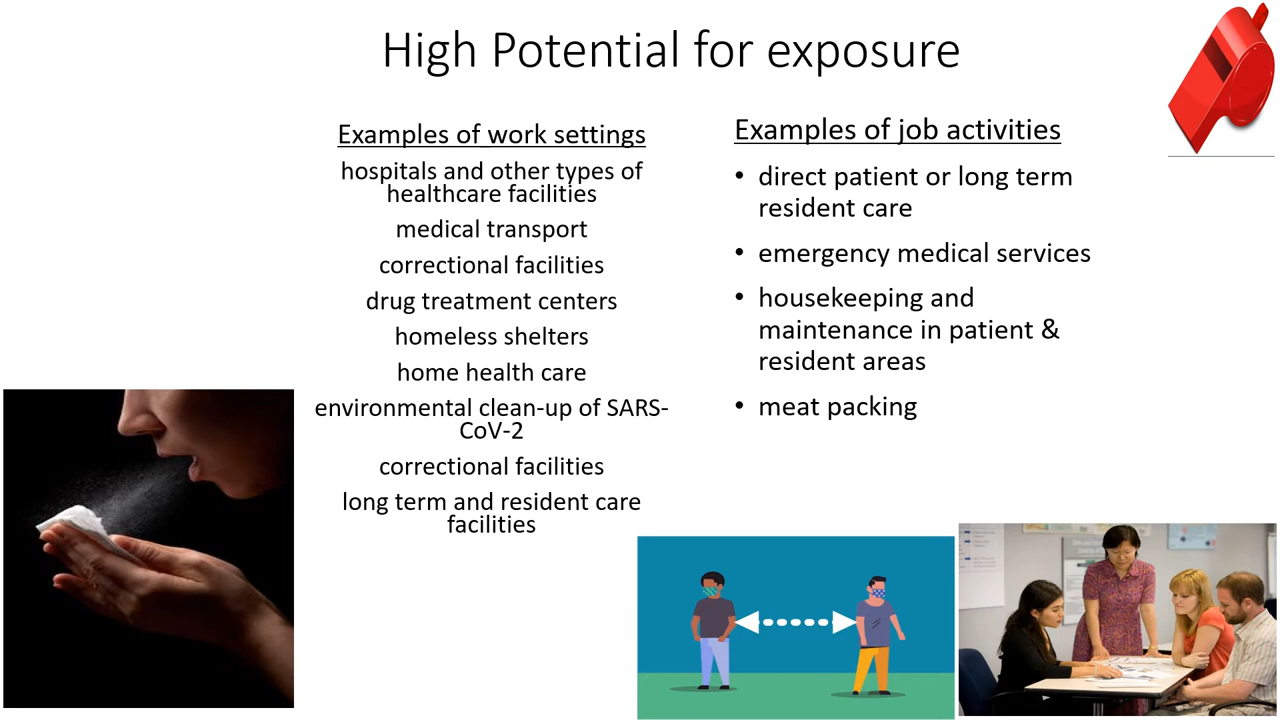 High Potential for exposure
Examples of work settings
hospitals and other types of
healthcare facilities
medical transport
correctional facilities
drug treatment centers
homeless shelters
home health care
environmental clean-up of SARS-
CoV-2
correctional facilities
long term and resident care
facilities
Examples of job activities
• direct patient or long term
resident care
• emergency medical services
• housekeeping and
maintenance in patient &
resident areas
• meat packing